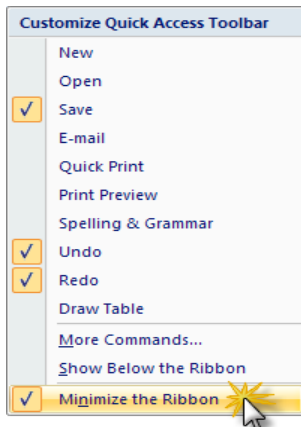 Customize Quick Access Toolbar
New
Open
Save
E-mail
Quick Print
Print Preview
Spelling & Grammar
Undo
Redo
Draw Table
More Commands...
Show Below the Ribbon
Minimize the Ribbon